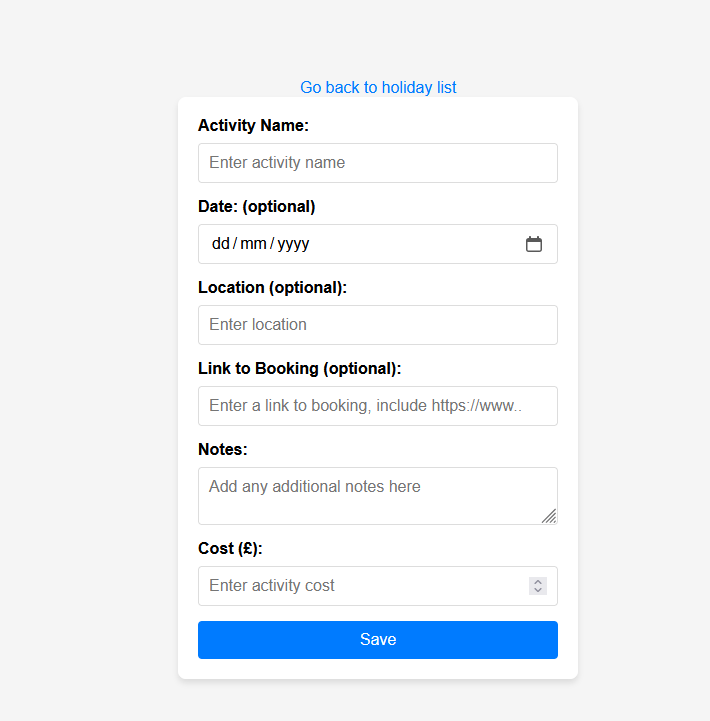 Go back to holiday list
Activity Name:
Enter activity name
Date: (optional)
dd/mm/yyyy
Location (optional):
Enter location
Link to Booking (optional):
Enter a link to booking, include https://www..
Notes:
Add any additional notes here
Cost (£):
Enter activity cost
Save